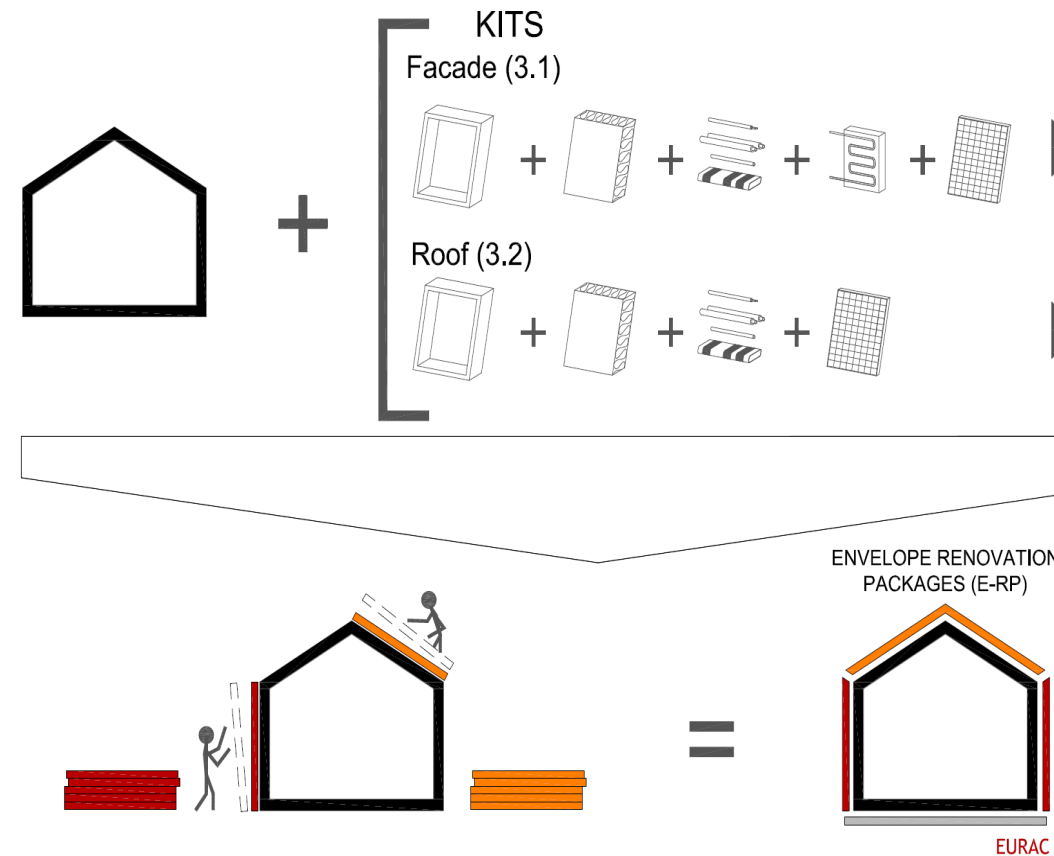 KITS
Facade (3.1)
Roof (3.2)
ENVELOPE RENOVATION
PACKAGES (E-RP)
EURAC